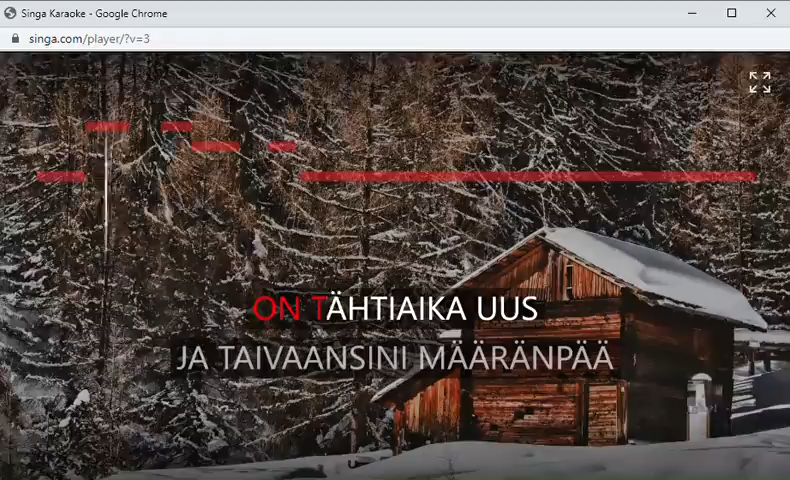 Singa Karaoke - Google Chrome
singa.com/player/?v=3
ON TÄHTIAIKA UUS
JA TAIVAANSINI MÄÄRÄNPÄÄ